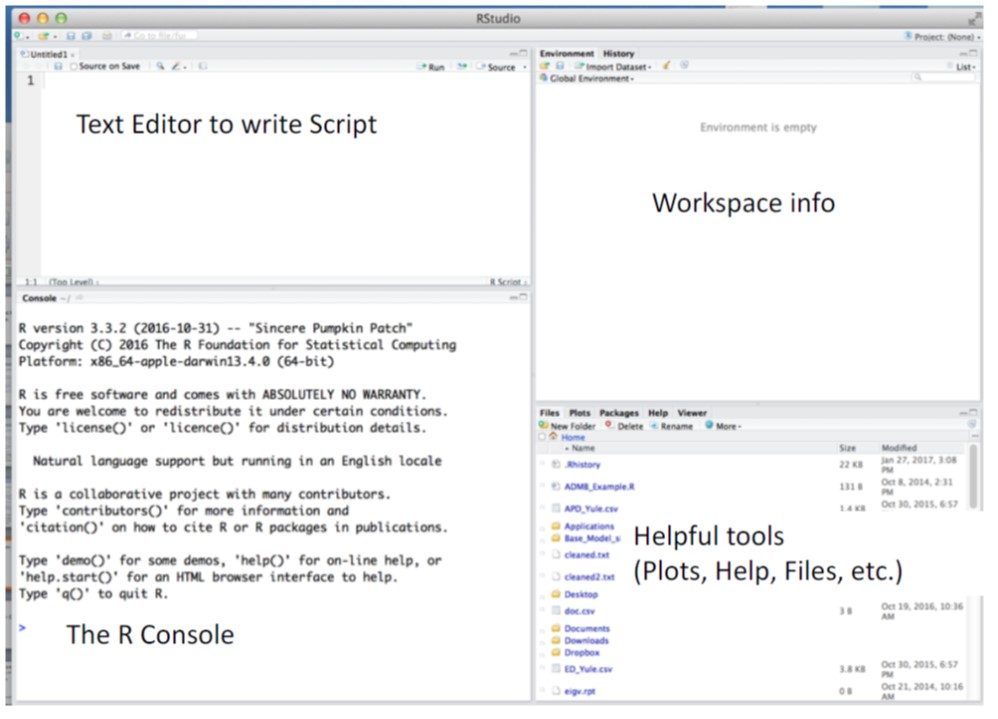 RStudio
Go to file/function
Project: (None)
Untitled1
Source on Save
Run
Source
1
Text Editor to write Script
1:1 (Top Level)
R Script
Console ~/
R version 3.3.2 (2016-10-31) -- "Sincere Pumpkin Patch"
Copyright (C) 2016 The R Foundation for Statistical Computing
Platform: x86_64-apple-darwin13.4.0 (64-bit)
R is free software and comes with ABSOLUTELY NO WARRANTY.
You are welcome to redistribute it under certain conditions.
Type 'license()' or 'licence()' for distribution details.
Natural language support but running in an English locale
R is a collaborative project with many contributors.
Type 'contributors()' for more information and
'citation()' on how to cite R or R packages in publications.
Type 'demo()' for some demos, 'help()' for on-line help, or
'help.start()' for an HTML browser interface to help.
Type 'q()' to quit R.
> The R Console
Environment History
Import Dataset
List
Global Environment
Environment is empty
Workspace info
Files Plots Packages Help Viewer
New Folder Delete Rename More
Home
Name Size Modified
.Rhistory 22 KB Jan 27, 2017, 3:08 PM
ADMB_Example.R 131 B Oct 8, 2014, 2:31 PM
APD_Yule.csv 1.4 KB Oct 30, 2015, 6:57
Applications
Base_Model_s
cleaned.txt
cleaned2.txt
Helpful tools
(Plots, Help, Files, etc.)
Desktop
doc.csv 3 B Oct 19, 2016, 10:36 AM
Documents
Downloads
Dropbox
ED_Yule.csv 3.8 KB Oct 30, 2015, 6:57 PM
eigv.rpt 0 B Oct 21, 2014, 10:16 AM